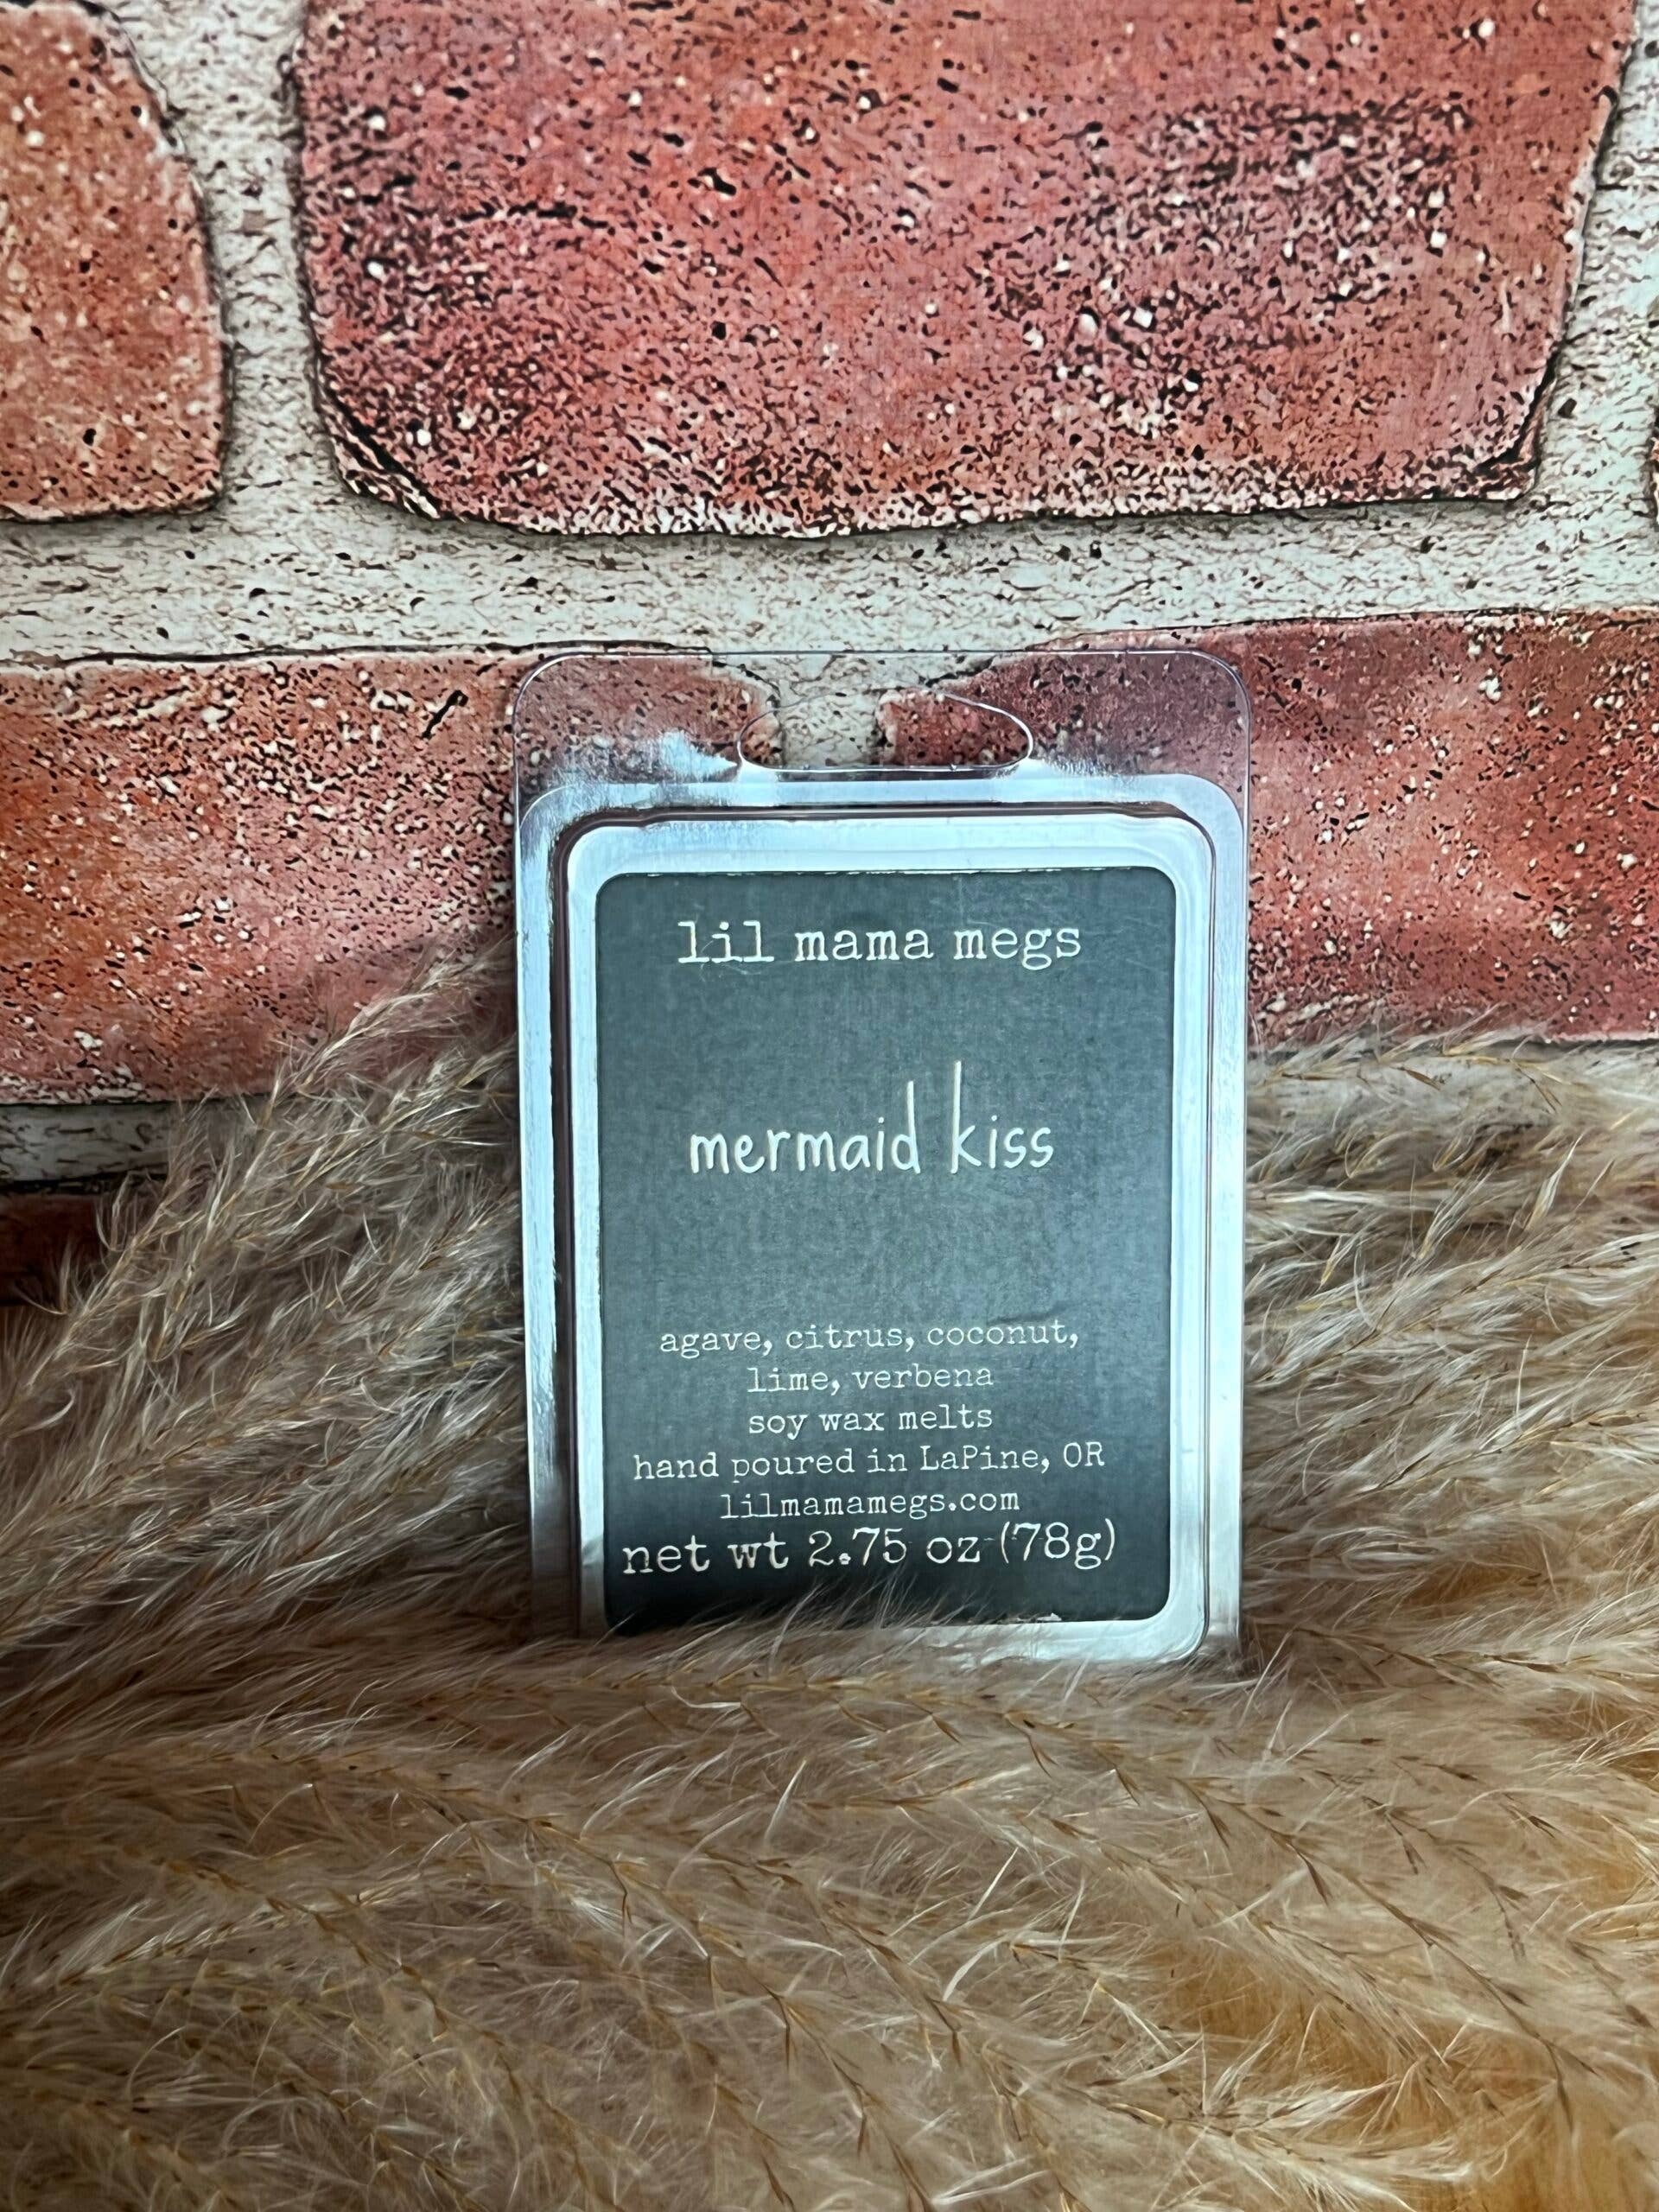 lil mama megs
mermaid kiss
agave, citrus, coconut,
lime, verbena
soy wax melts
hand poured in LaPine, OR
lilmamamegs.com
net wt 2.75 oz (78g)